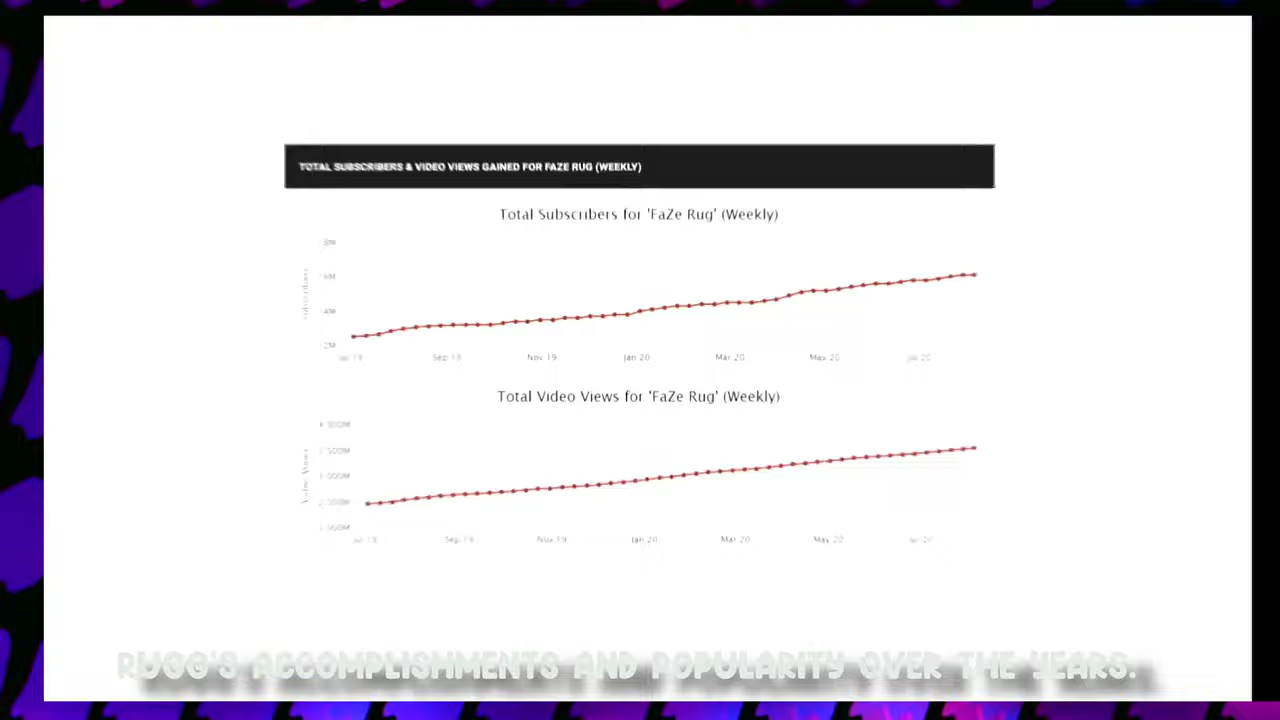 TOTAL SUBSCRIBERS & VIDEO VIEWS GAINED FOR FAZE RUG (WEEKLY)
Total Subscribers for 'FaZe Rug' (Weekly)
Sep 19 Nov 19 Jan 20 Mar 20 May 20
Total Video Views for 'FaZe Rug' (Weekly)
Sep 19 Nov 19 Jan 20 Mar 20 May 20
RUGG'S ACCOMPLISHMENTS AND POPULARITY OVER THE YEARS.